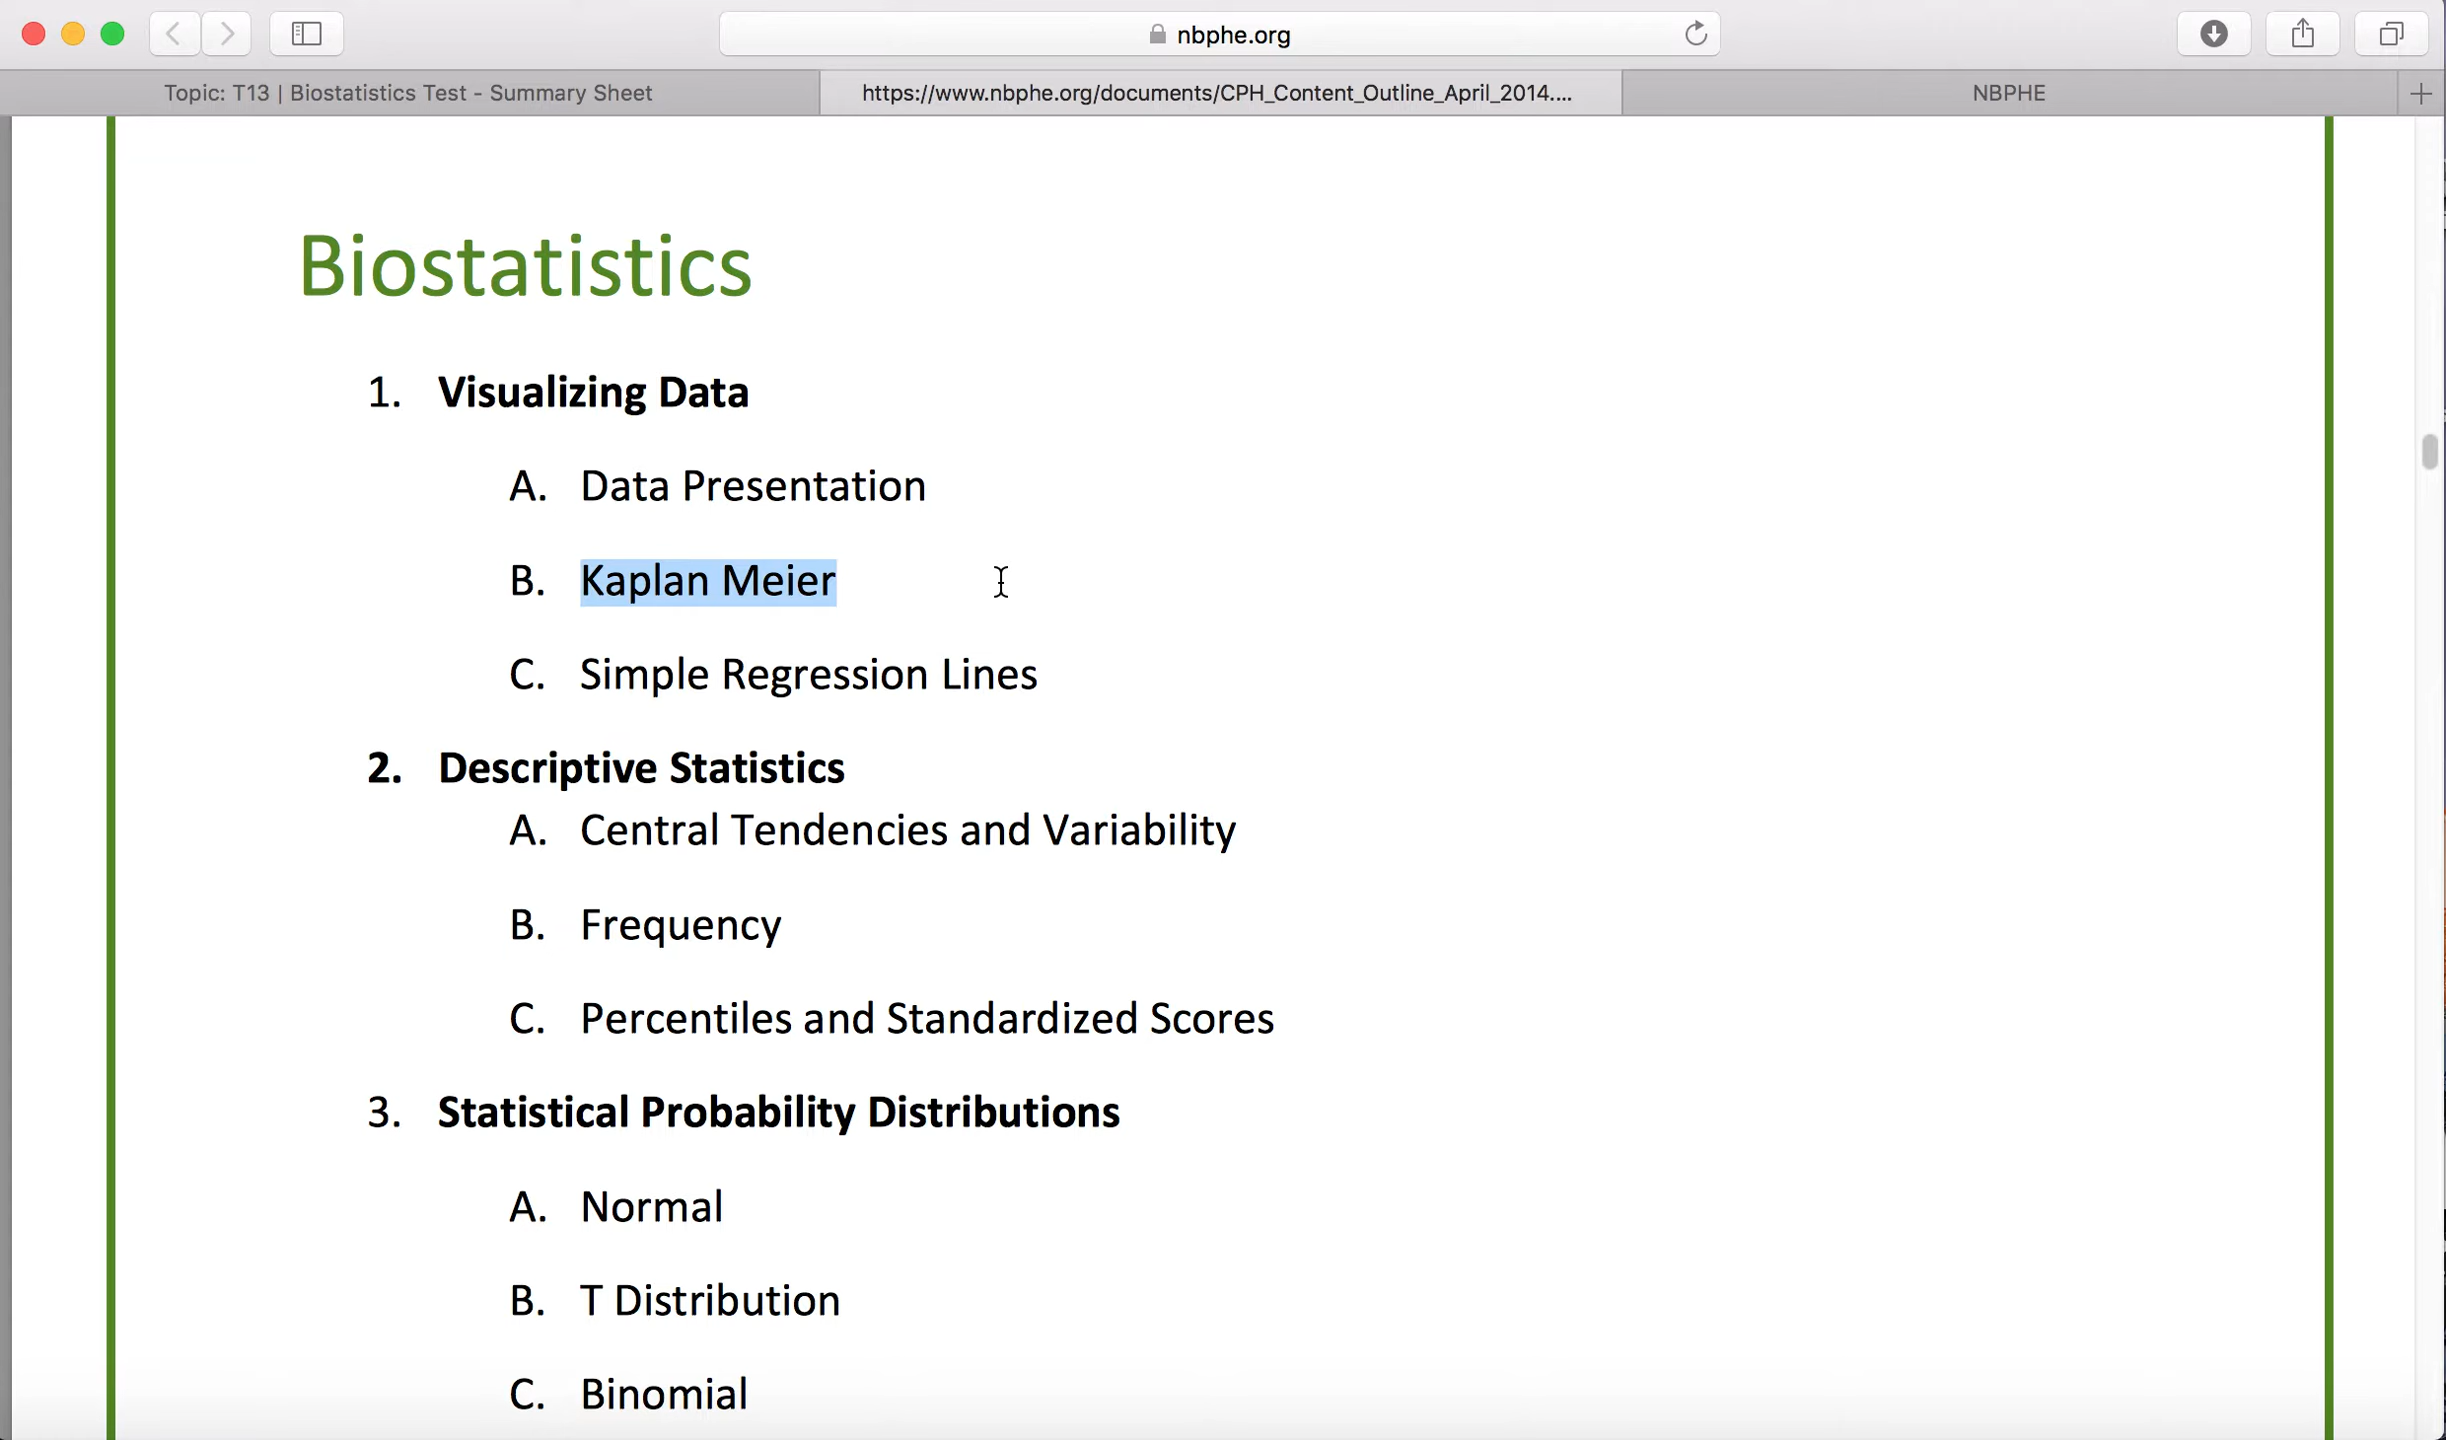 nbphe.org
Topic: T13 | Biostatistics Test - Summary Sheet
https://www.nbphe.org/documents/CPH_Content_Outline_April_2014....
NBPHE
Biostatistics
1. Visualizing Data
A. Data Presentation
B. Kaplan Meier
C. Simple Regression Lines
2. Descriptive Statistics
A. Central Tendencies and Variability
B. Frequency
C. Percentiles and Standardized Scores
3. Statistical Probability Distributions
A. Normal
B. T Distribution
C. Binomial